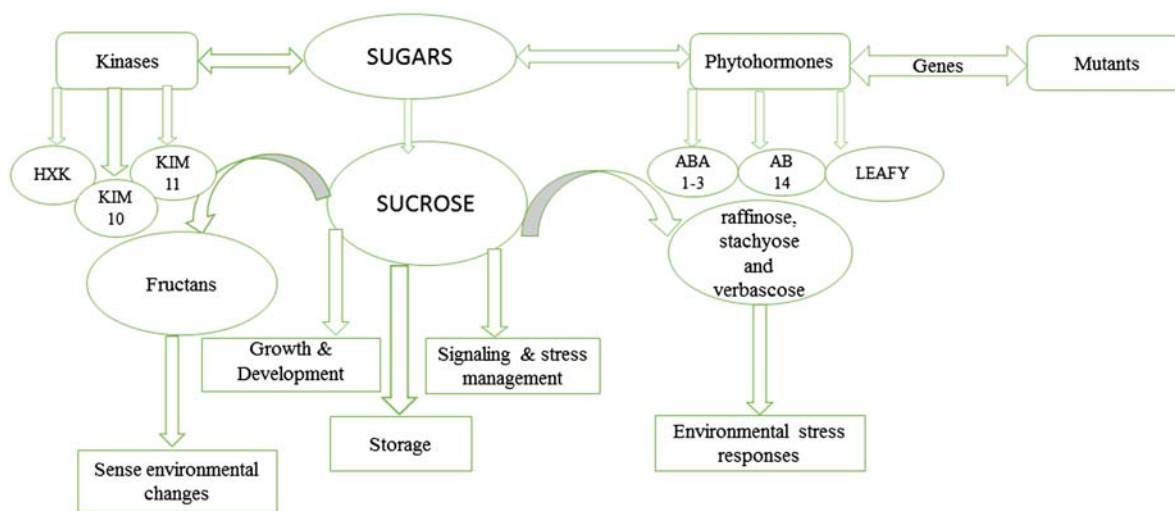 Kinases
SUGARS
Phytohormones
Genes
Mutants
HXK
KIM
10
KIM
11
SUCROSE
ABA
1-3
AB
14
LEAFY
Fructans
raffinose,
stachyose
and
verbascose
Growth &
Development
Signaling & stress
management
Storage
Sense environmental
changes
Environmental stress
responses